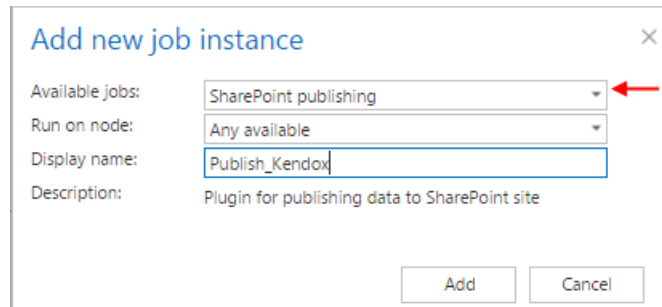 Add new job instance
Available jobs: SharePoint publishing
Run on node: Any available
Display name: Publish_Kendox
Description: Plugin for publishing data to SharePoint site
Add Cancel